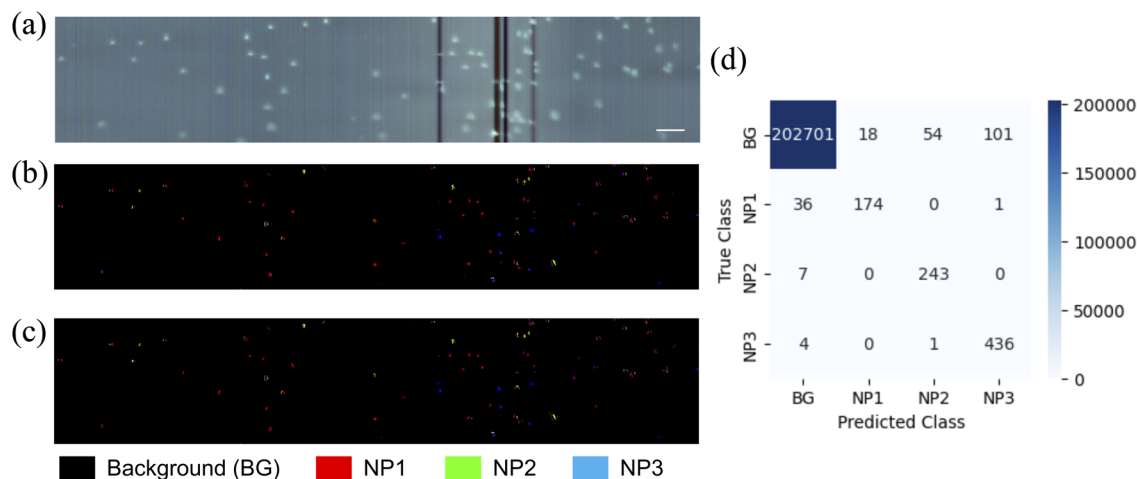 (a)
(d)
BG 202701 18 54 101
NP1 36 174 0 1
NP2 7 0 243 0
NP3 4 0 1 436
True Class
BG NP1 NP2 NP3
Predicted Class
200000
150000
100000
50000
0
(b)
(c)
Background (BG) NP1 NP2 NP3